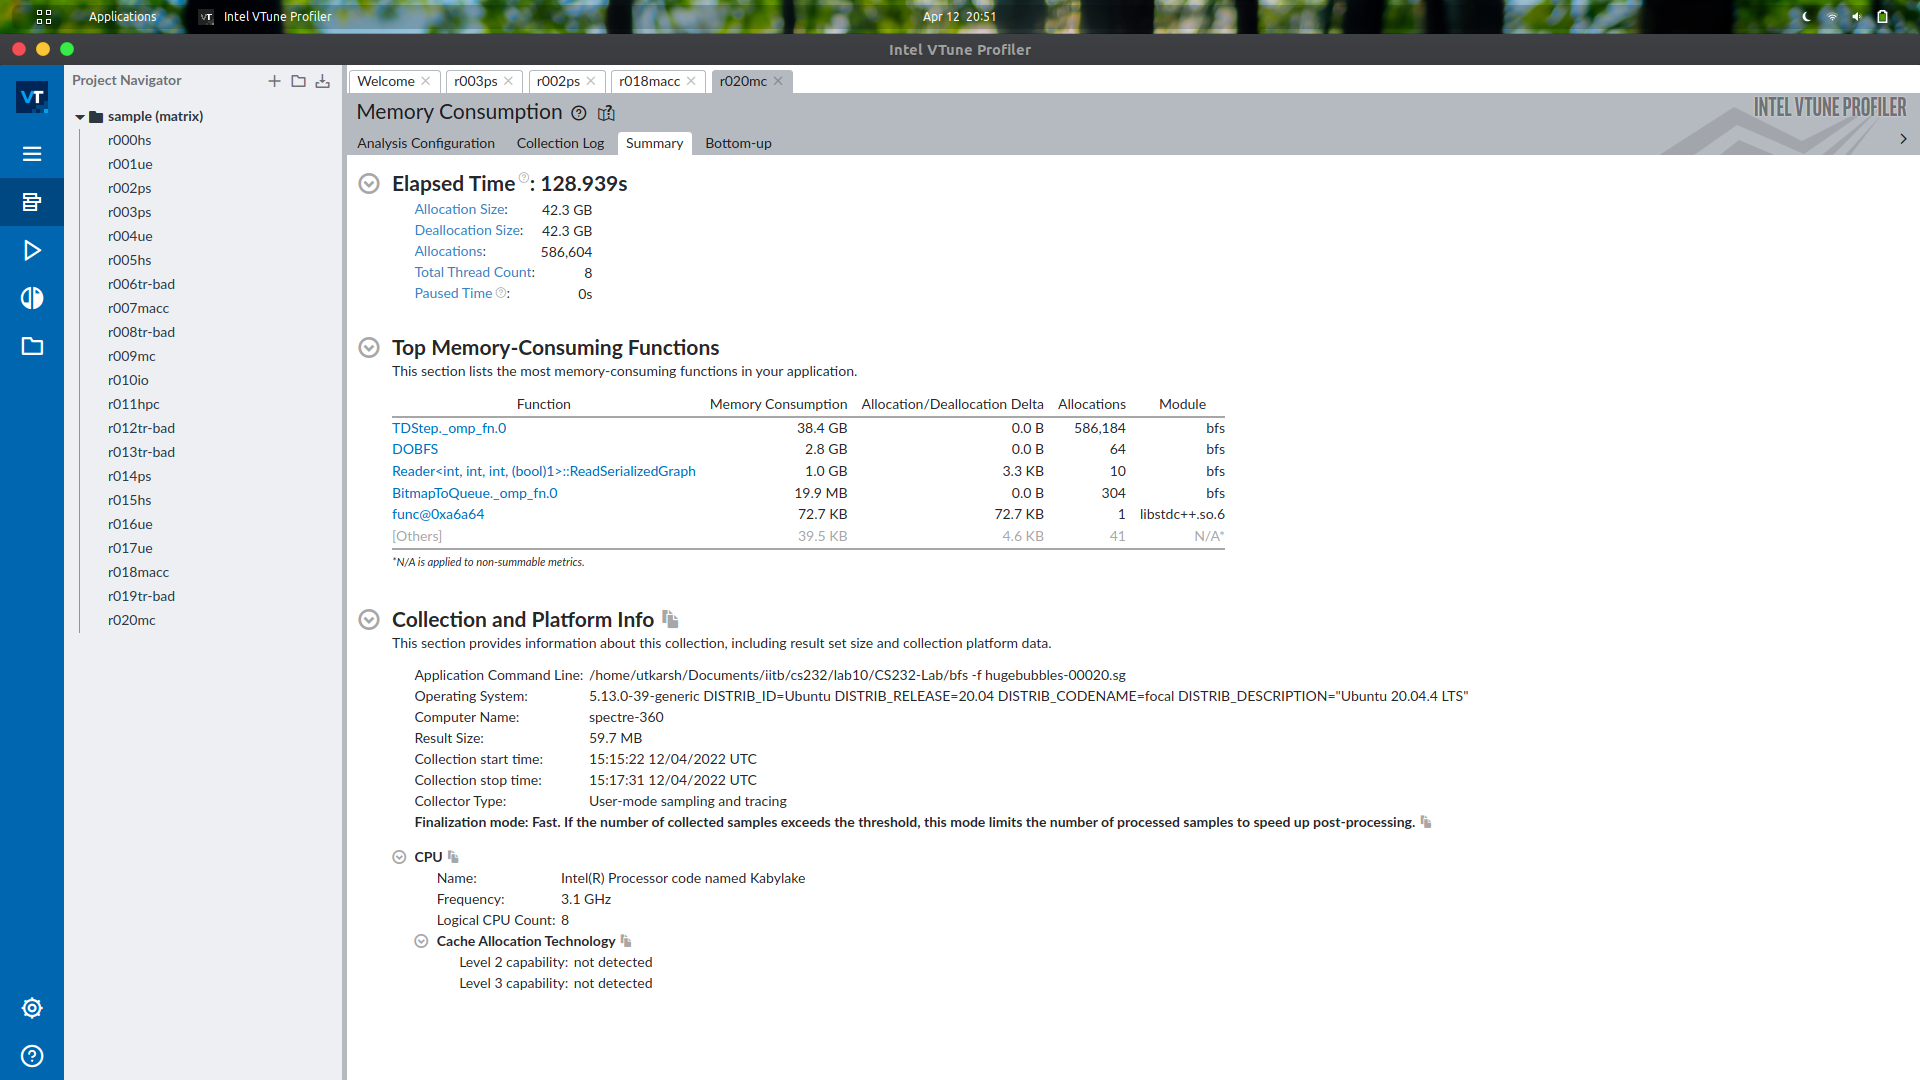 Applications
VT Intel VTune Profiler
Apr 12 20:51
Intel VTune Profiler
VT
Project Navigator
sample (matrix)
r000hs
r001ue
r002ps
r003ps
r004ue
r005hs
r006tr-bad
r007macc
r008tr-bad
r009mc
r010io
r011hpc
r012tr-bad
r013tr-bad
r014ps
r015hs
r016ue
r017ue
r018macc
r019tr-bad
r020mc
Welcome r003ps r002ps r018macc r020mc
Memory Consumption
INTEL VTUNE PROFILER
Analysis Configuration Collection Log Summary Bottom-up
Elapsed Time: 128.939s
Allocation Size: 42.3 GB
Deallocation Size: 42.3 GB
Allocations: 586,604
Total Thread Count: 8
Paused Time: 0s
Top Memory-Consuming Functions
This section lists the most memory-consuming functions in your application.
Function Memory Consumption Allocation/Deallocation Delta Allocations Module
TDStep._omp_fn.0 38.4 GB 0.0 B 586,184 bfs
DOBFS 2.8 GB 0.0 B 64 bfs
Reader<int, int, int, (bool)1>::ReadSerializedGraph 1.0 GB 3.3 KB 10 bfs
BitmapToQueue._omp_fn.0 19.9 MB 0.0 B 304 bfs
func@0xa6a64 72.7 KB 72.7 KB 1 libstdc++.so.6
[Others] 39.5 KB 4.6 KB 41 N/A*
*N/A is applied to non-summable metrics.
Collection and Platform Info
This section provides information about this collection, including result set size and collection platform data.
Application Command Line: /home/utkarsh/Documents/iitb/cs232/lab10/CS232-Lab/bfs -f hugebubbles-00020.sg
Operating System: 5.13.0-39-generic DISTRIB_ID=Ubuntu DISTRIB_RELEASE=20.04 DISTRIB_CODENAME=focal DISTRIB_DESCRIPTION="Ubuntu 20.04.4 LTS"
Computer Name: spectre-360
Result Size: 59.7 MB
Collection start time: 15:15:22 12/04/2022 UTC
Collection stop time: 15:17:31 12/04/2022 UTC
Collector Type: User-mode sampling and tracing
Finalization mode: Fast. If the number of collected samples exceeds the threshold, this mode limits the number of processed samples to speed up post-processing.
CPU
Name: Intel(R) Processor code named Kabylake
Frequency: 3.1 GHz
Logical CPU Count: 8
Cache Allocation Technology
Level 2 capability: not detected
Level 3 capability: not detected